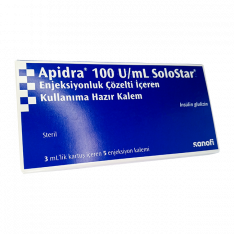 Apidra® 100 U/mL SoloStar®
Enjeksiyonluk Çözelti İçeren
Kullanıma Hazır Kalem
İnsülin glulizin
Steril
3 mL'lik kartuş içeren 5 enjeksiyon kalemi
sanofi